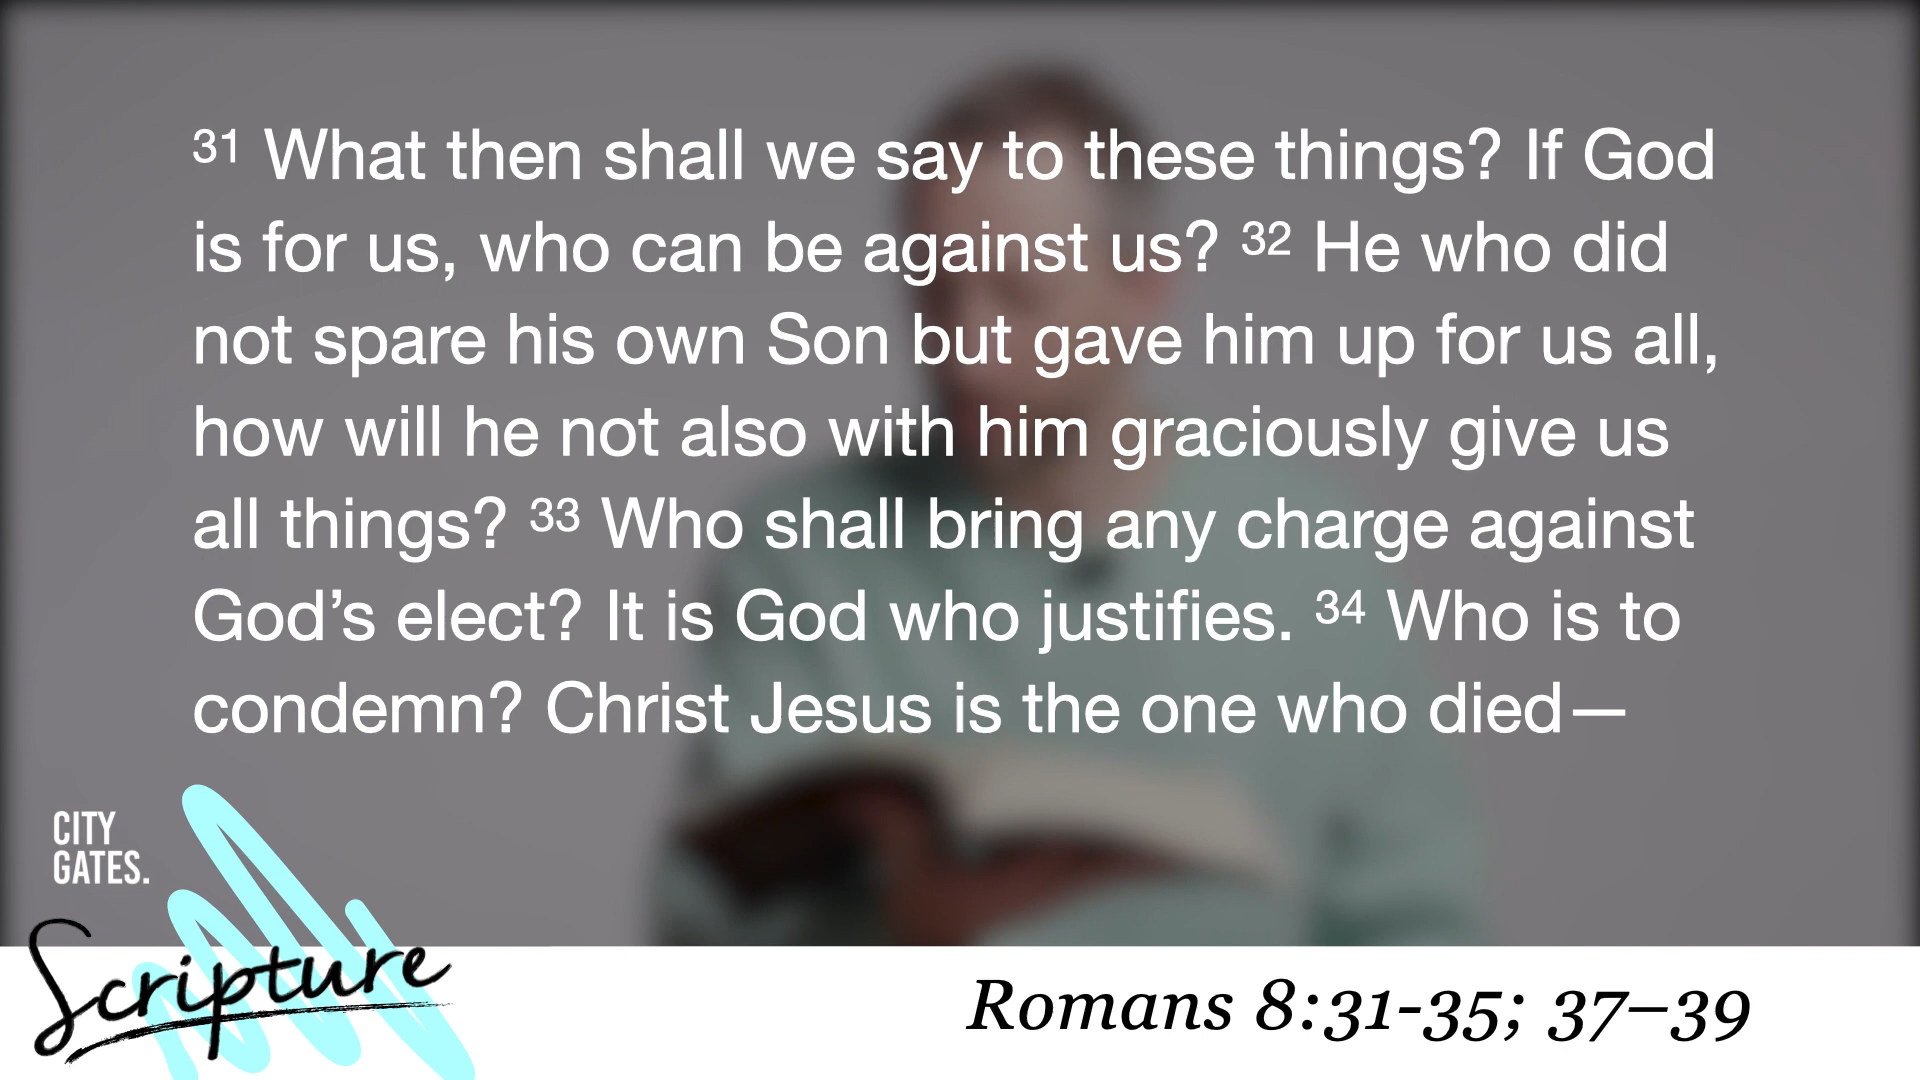 ³¹ What then shall we say to these things? If God
is for us, who can be against us? ³² He who did
not spare his own Son but gave him up for us all,
how will he not also with him graciously give us
all things? ³³ Who shall bring any charge against
God’s elect? It is God who justifies. ³⁴ Who is to
condemn? Christ Jesus is the one who died—
CITY
GATES.
Scripture
Romans 8:31-35; 37–39